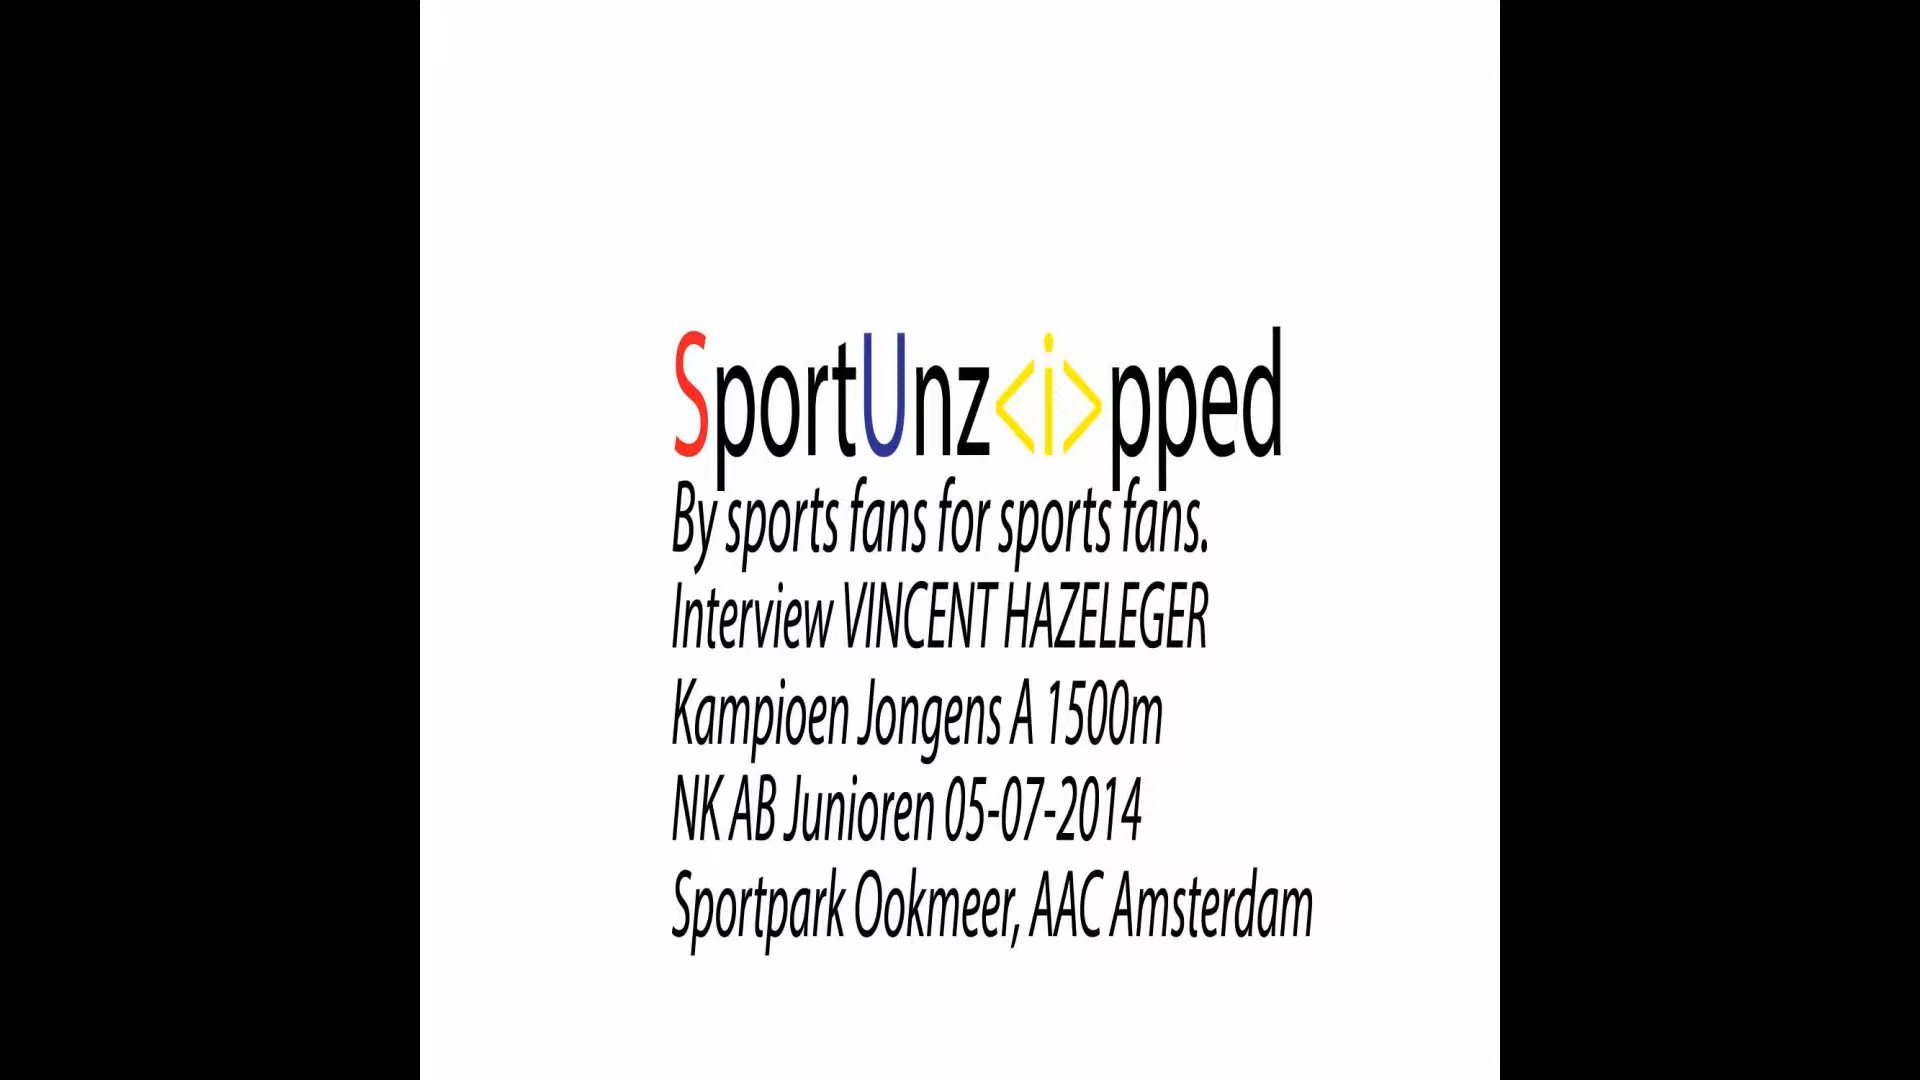 SportUnz<i>pped
By sports fans for sports fans.
Interview VINCENT HAZELEGER
Kampioen Jongens A 1500m
NK AB Junioren 05-07-2014
Sportpark Ookmeer, AAC Amsterdam